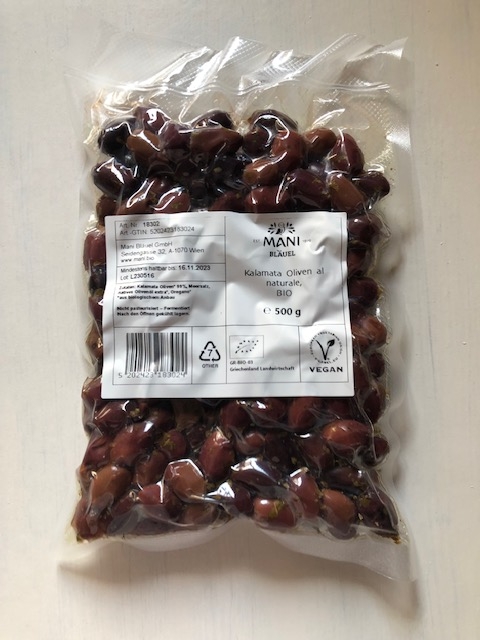 Art. Nr.: 18302
Art.-GTIN: 5202423183024
Mani Bläuel GmbH
Seidengasse 32, A-1070 Wien
www.mani.bio
Mindestens haltbar bis: 16.11.2023
Lot: L230516
Zutaten: Kalamata Oliven* 95%, Meersalz,
natives Olivenöl extra*, Oregano*
*aus biologischem Anbau
Nicht pasteurisiert – Fermentiert
Nach dem Öffnen gekühlt lagern
5 202423 183024
7
OTHER
MANI
BLÄUEL
Kalamata Oliven al
naturale,
BIO
℮ 500 g
GR-BIO-03
Griechenland Landwirtschaft
VEGAN